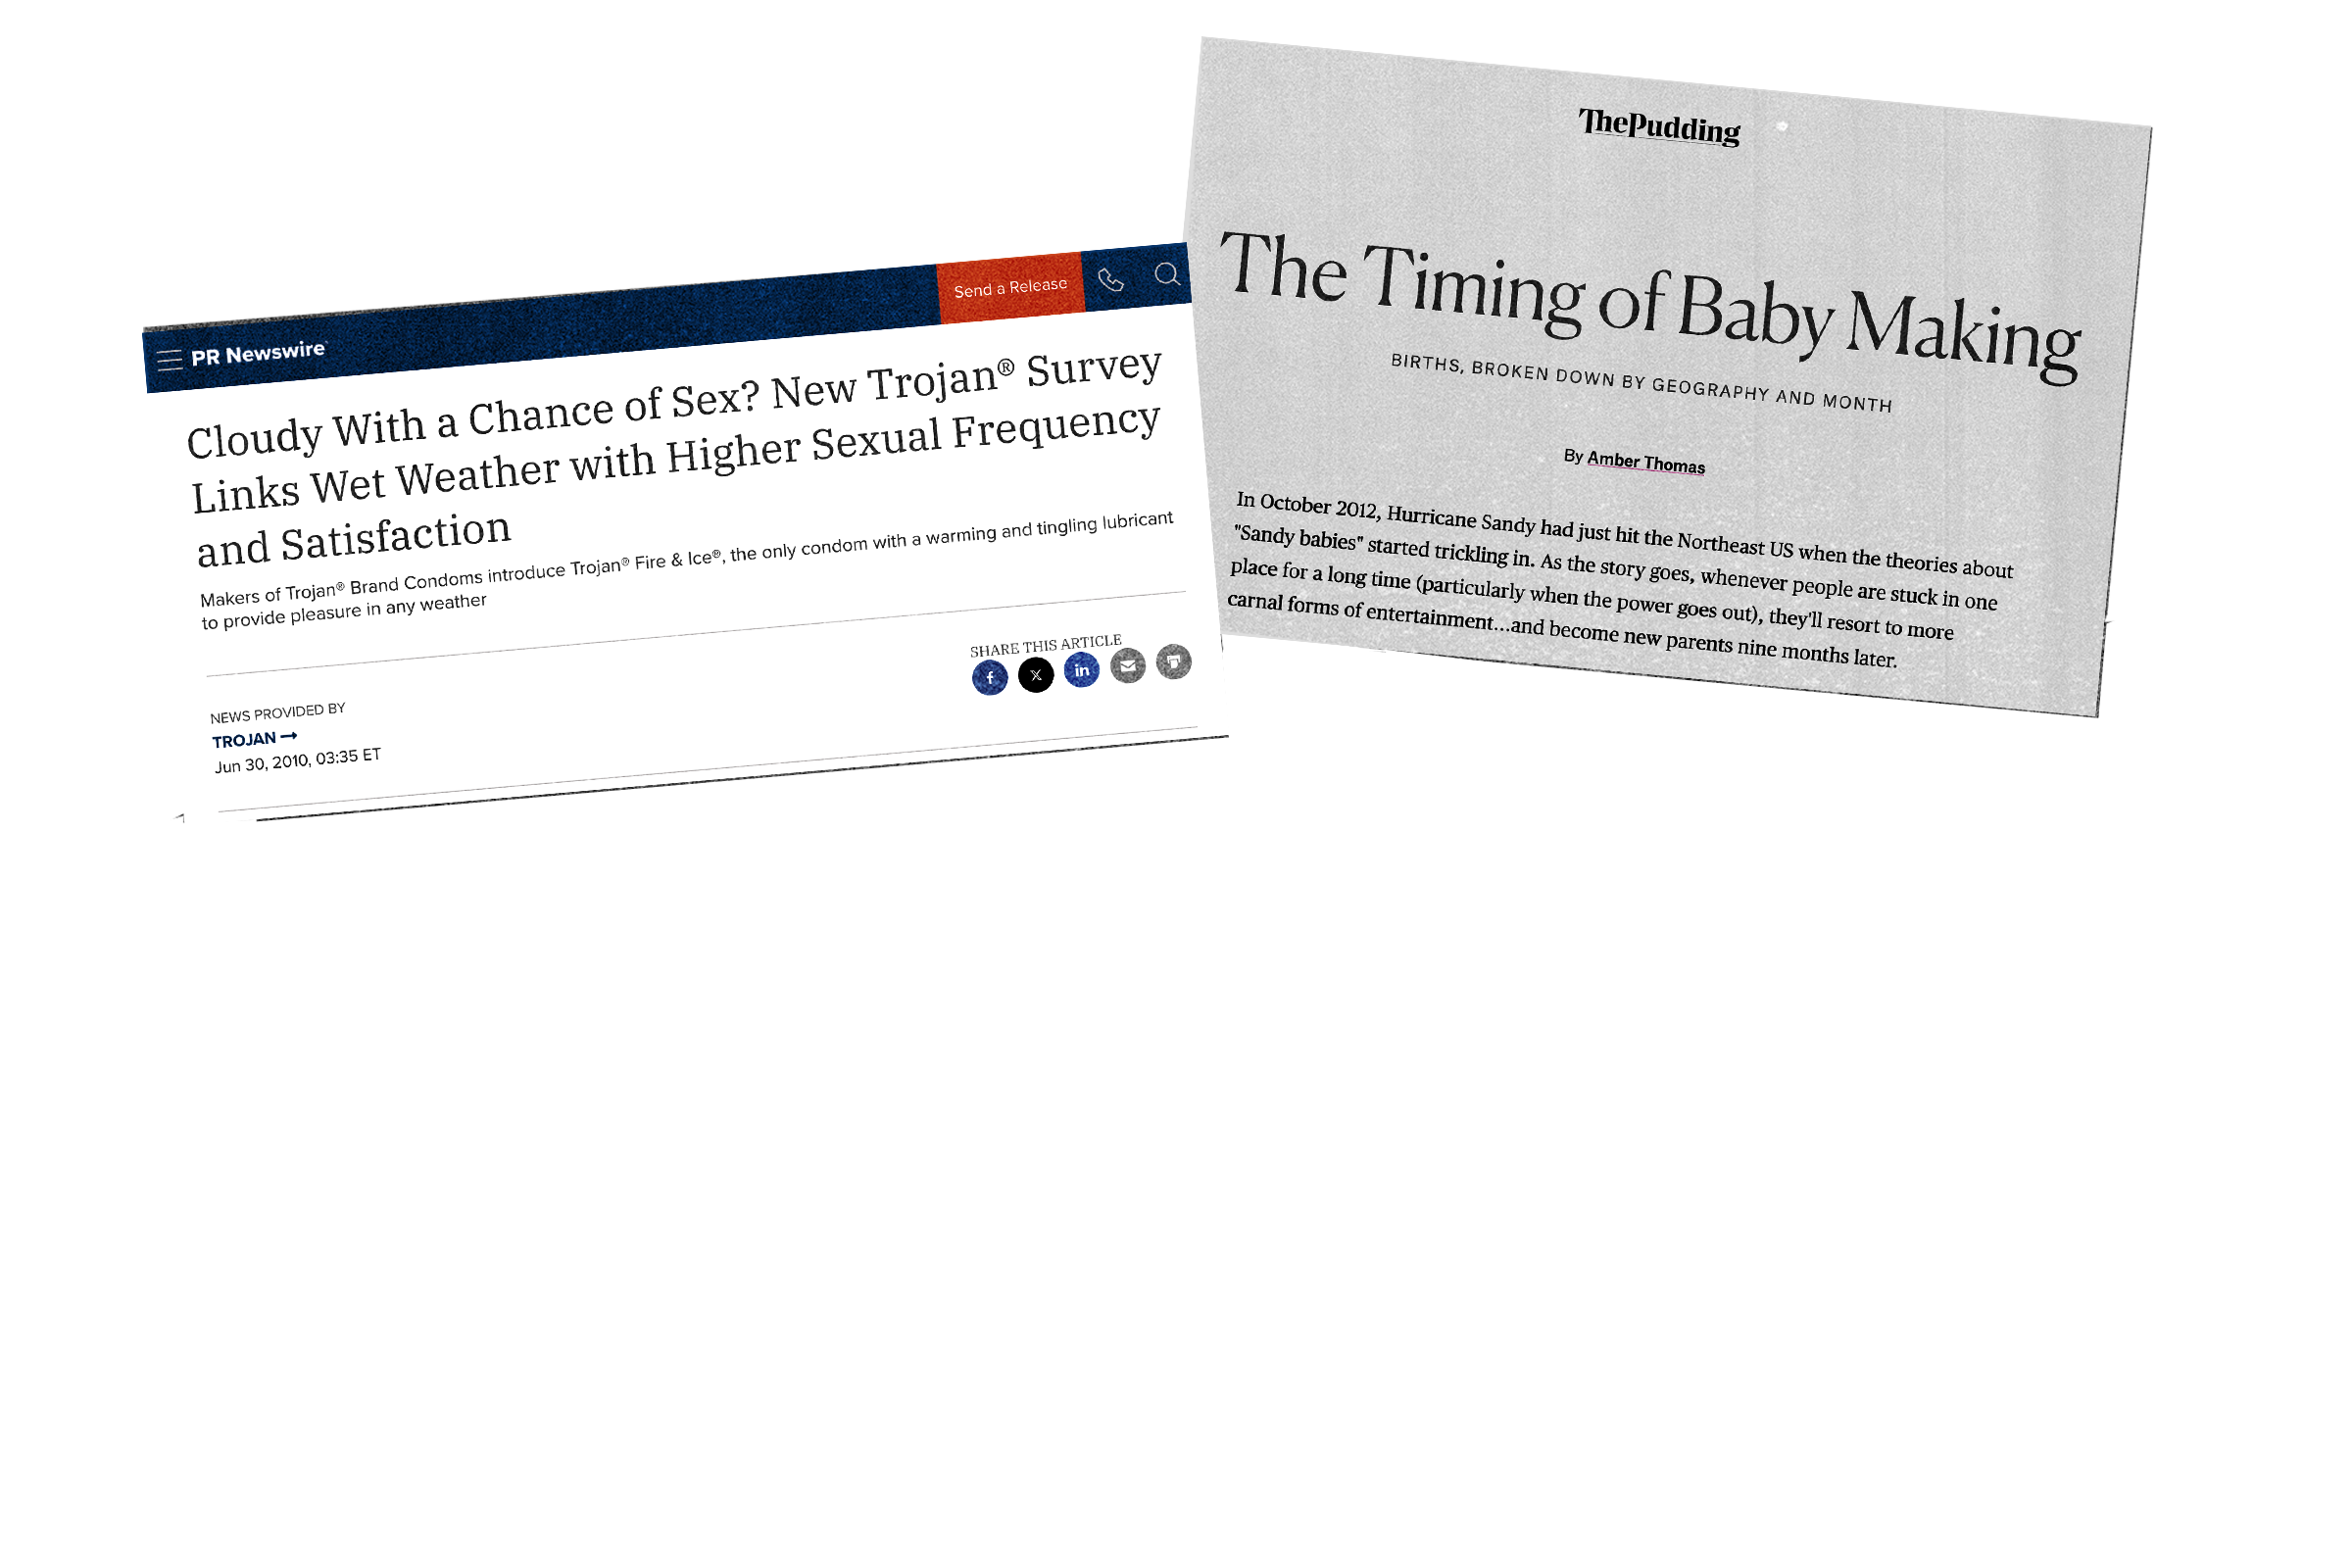 PR Newswire
Send a Release
Cloudy With a Chance of Sex? New Trojan® Survey
Links Wet Weather with Higher Sexual Frequency
and Satisfaction
Makers of Trojan® Brand Condoms introduce Trojan® Fire & Ice®, the only condom with a warming and tingling lubricant
to provide pleasure in any weather
SHARE THIS ARTICLE
NEWS PROVIDED BY
TROJAN →
Jun 30, 2010, 03:35 ET
ThePudding
The Timing of Baby Making
BIRTHS, BROKEN DOWN BY GEOGRAPHY AND MONTH
By Amber Thomas
In October 2012, Hurricane Sandy had just hit the Northeast US when the theories about
"Sandy babies" started trickling in. As the story goes, whenever people are stuck in one
place for a long time (particularly when the power goes out), they'll resort to more
carnal forms of entertainment...and become new parents nine months later.